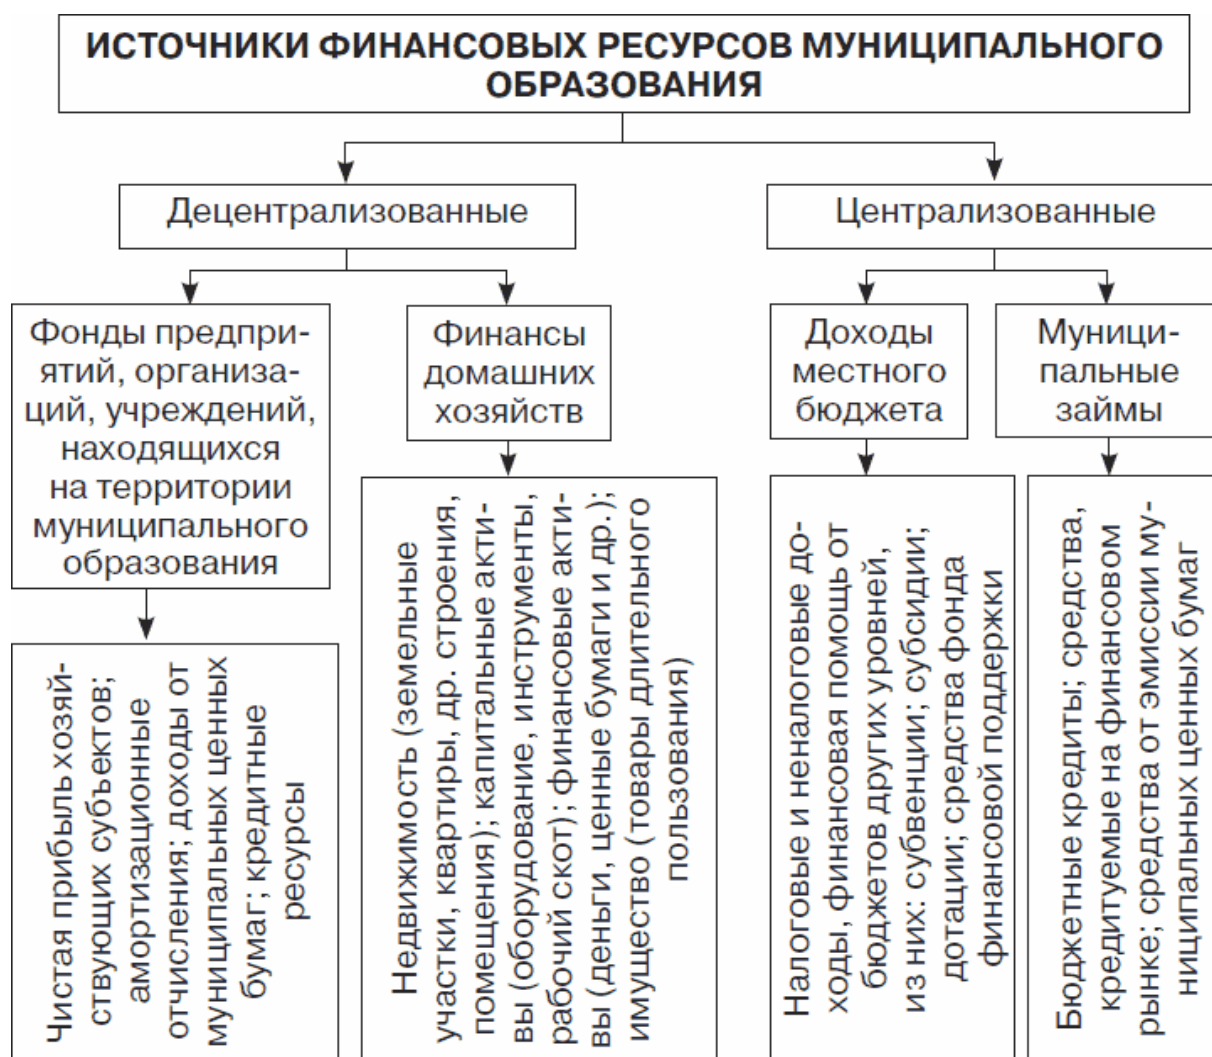 ИСТОЧНИКИ ФИНАНСОВЫХ РЕСУРСОВ МУНИЦИПАЛЬНОГО
ОБРАЗОВАНИЯ
Децентрализованные
Централизованные
Фонды предпри-
ятий, организа-
ций, учреждений,
находящихся
на территории
муниципального
образования
Финансы
домашних
хозяйств
Доходы
местного
бюджета
Муници-
пальные
займы
Чистая прибыль хозяй-
ствующих субъектов;
амортизационные
отчисления; доходы от
муниципальных ценных
бумаг; кредитные
ресурсы
Недвижимость (земельные
участки, квартиры, др. строения,
помещения); капитальные акти-
вы (оборудование, инструменты,
рабочий скот); финансовые акти-
вы (деньги, ценные бумаги и др.);
имущество (товары длительного
пользования)
Налоговые и неналоговые до-
ходы, финансовая помощь от
бюджетов других уровней,
из них: субвенции; субсидии;
дотации; средства фонда
финансовой поддержки
Бюджетные кредиты; средства,
кредитуемые на финансовом
рынке; средства от эмиссии му-
ниципальных ценных бумаг